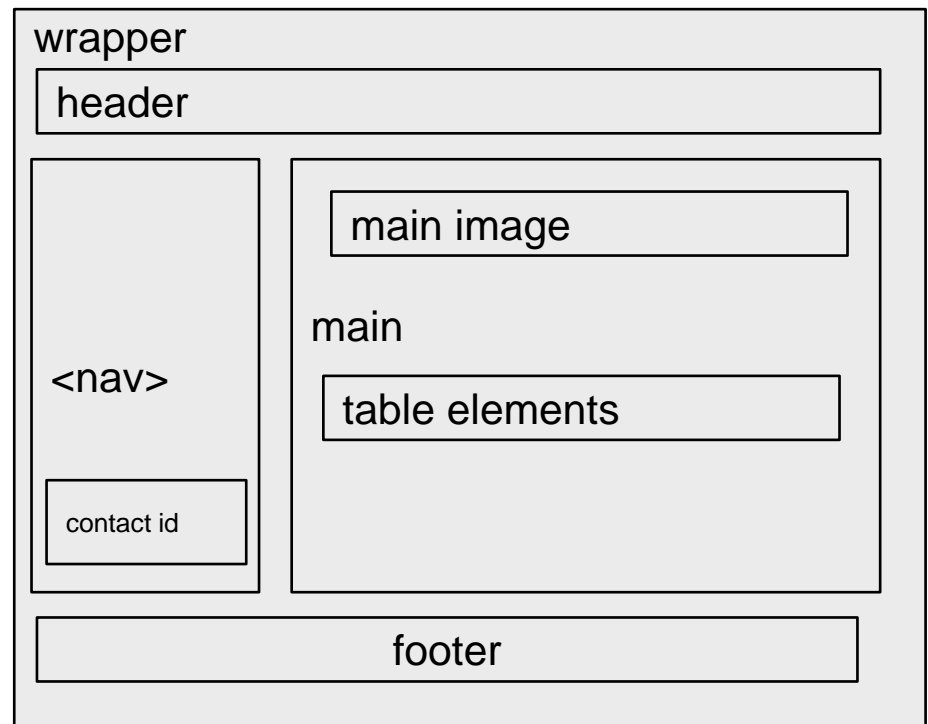 wrapper
header
main image
main
<nav>
table elements
contact id
footer